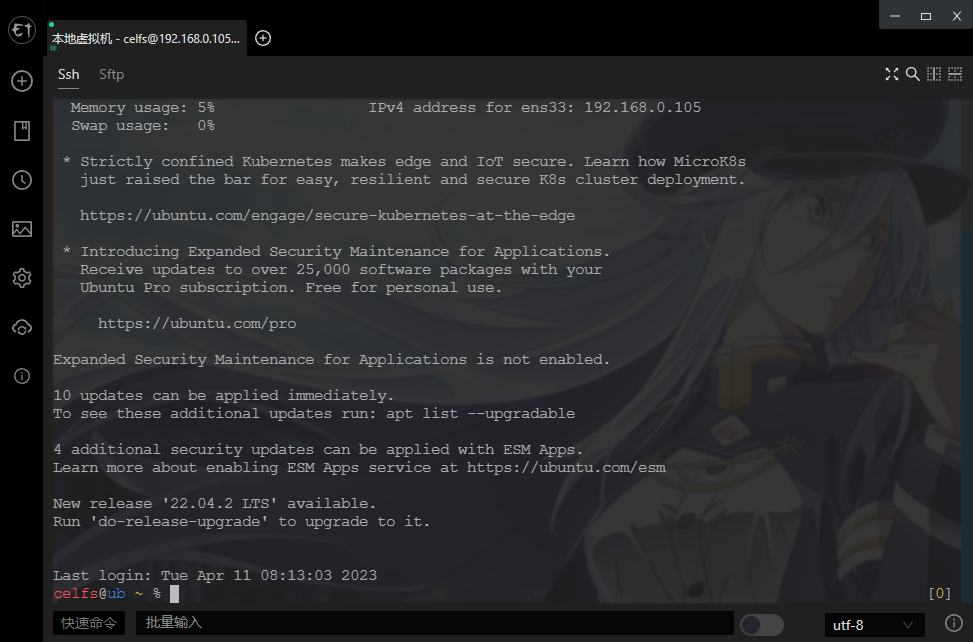 本地虚拟机 - celfs@192.168.0.105...
#
Ssh Sftp
Memory usage: 5% IPv4 address for ens33: 192.168.0.105
Swap usage: 0%
* Strictly confined Kubernetes makes edge and IoT secure. Learn how MicroK8s
just raised the bar for easy, resilient and secure K8s cluster deployment.
https://ubuntu.com/engage/secure-kubernetes-at-the-edge
* Introducing Expanded Security Maintenance for Applications.
Receive updates to over 25,000 software packages with your
Ubuntu Pro subscription. Free for personal use.
https://ubuntu.com/pro
Expanded Security Maintenance for Applications is not enabled.
10 updates can be applied immediately.
To see these additional updates run: apt list --upgradable
4 additional security updates can be applied with ESM Apps.
Learn more about enabling ESM Apps service at https://ubuntu.com/esm
New release '22.04.2 LTS' available.
Run 'do-release-upgrade' to upgrade to it.
Last login: Tue Apr 11 08:13:03 2023
celfs@ub ~ % [0]
快速命令 批量输入 utf-8